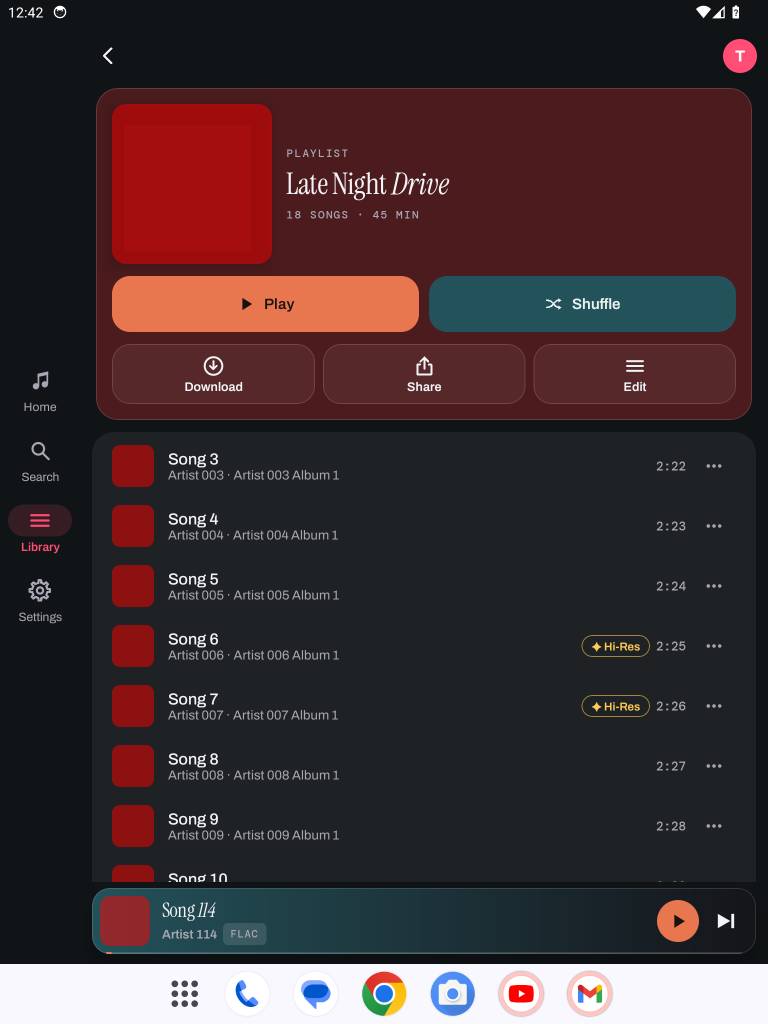 12:42
T
PLAYLIST
Late Night Drive
18 SONGS · 45 MIN
Play
Shuffle
Download
Share
Edit
Home
Search
Library
Settings
Song 3
Artist 003 · Artist 003 Album 1
2:22
Song 4
Artist 004 · Artist 004 Album 1
2:23
Song 5
Artist 005 · Artist 005 Album 1
2:24
Song 6
Artist 006 · Artist 006 Album 1
Hi-Res
2:25
Song 7
Artist 007 · Artist 007 Album 1
Hi-Res
2:26
Song 8
Artist 008 · Artist 008 Album 1
2:27
Song 9
Artist 009 · Artist 009 Album 1
2:28
Song 10
Song 114
Artist 114
FLAC